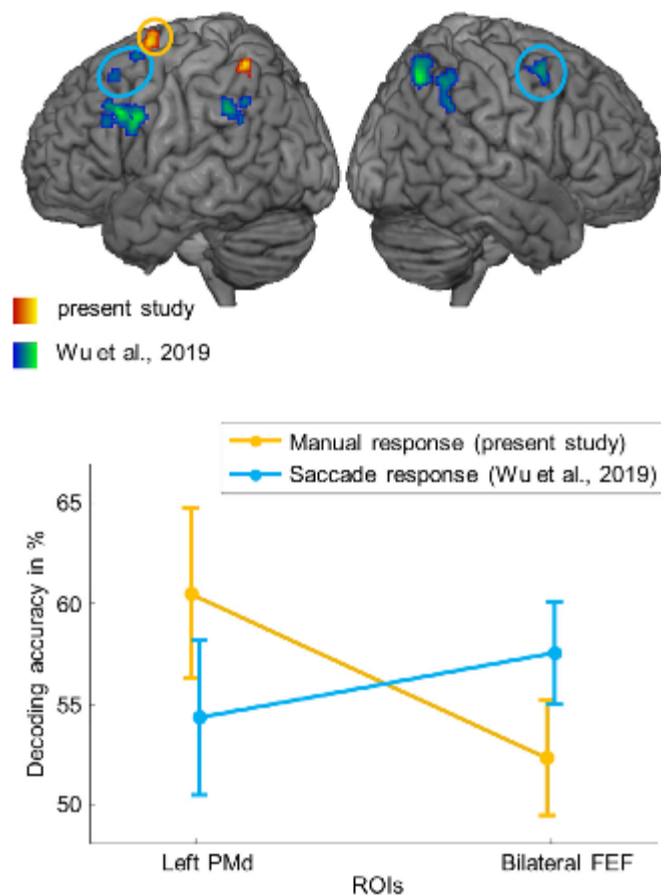 present study
Wu et al., 2019
Manual response (present study)
Saccade response (Wu et al., 2019)
Decoding accuracy in %
65
60
55
50
Left PMd
Bilateral FEF
ROIs